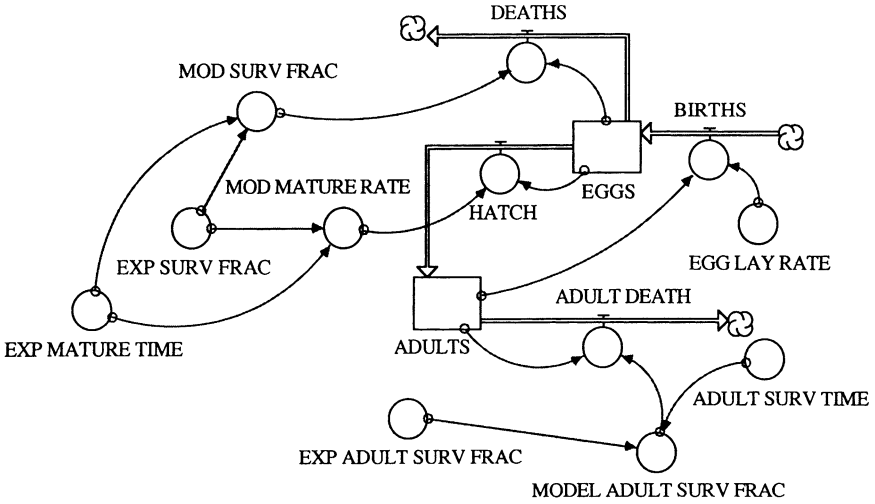 DEATHS
MOD SURV FRAC
BIRTHS
MOD MATURE RATE
EGGS
HATCH
EXP SURV FRAC
EGG LAY RATE
ADULT DEATH
EXP MATURE TIME
ADULTS
ADULT SURV TIME
EXP ADULT SURV FRAC
MODEL ADULT SURV FRAC